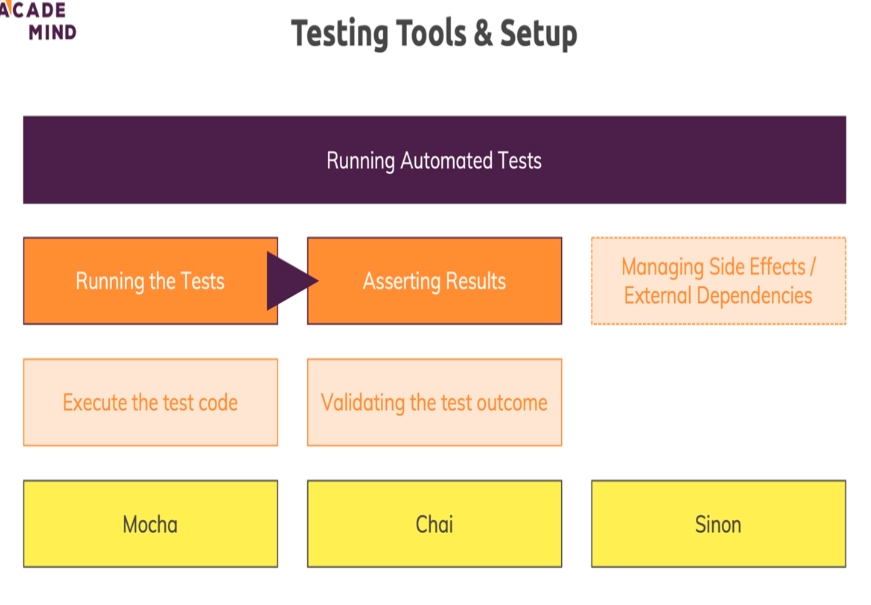 ACADE
MIND
Testing Tools & Setup
Running Automated Tests
Running the Tests
Asserting Results
Managing Side Effects /
External Dependencies
Execute the test code
Validating the test outcome
Mocha
Chai
Sinon